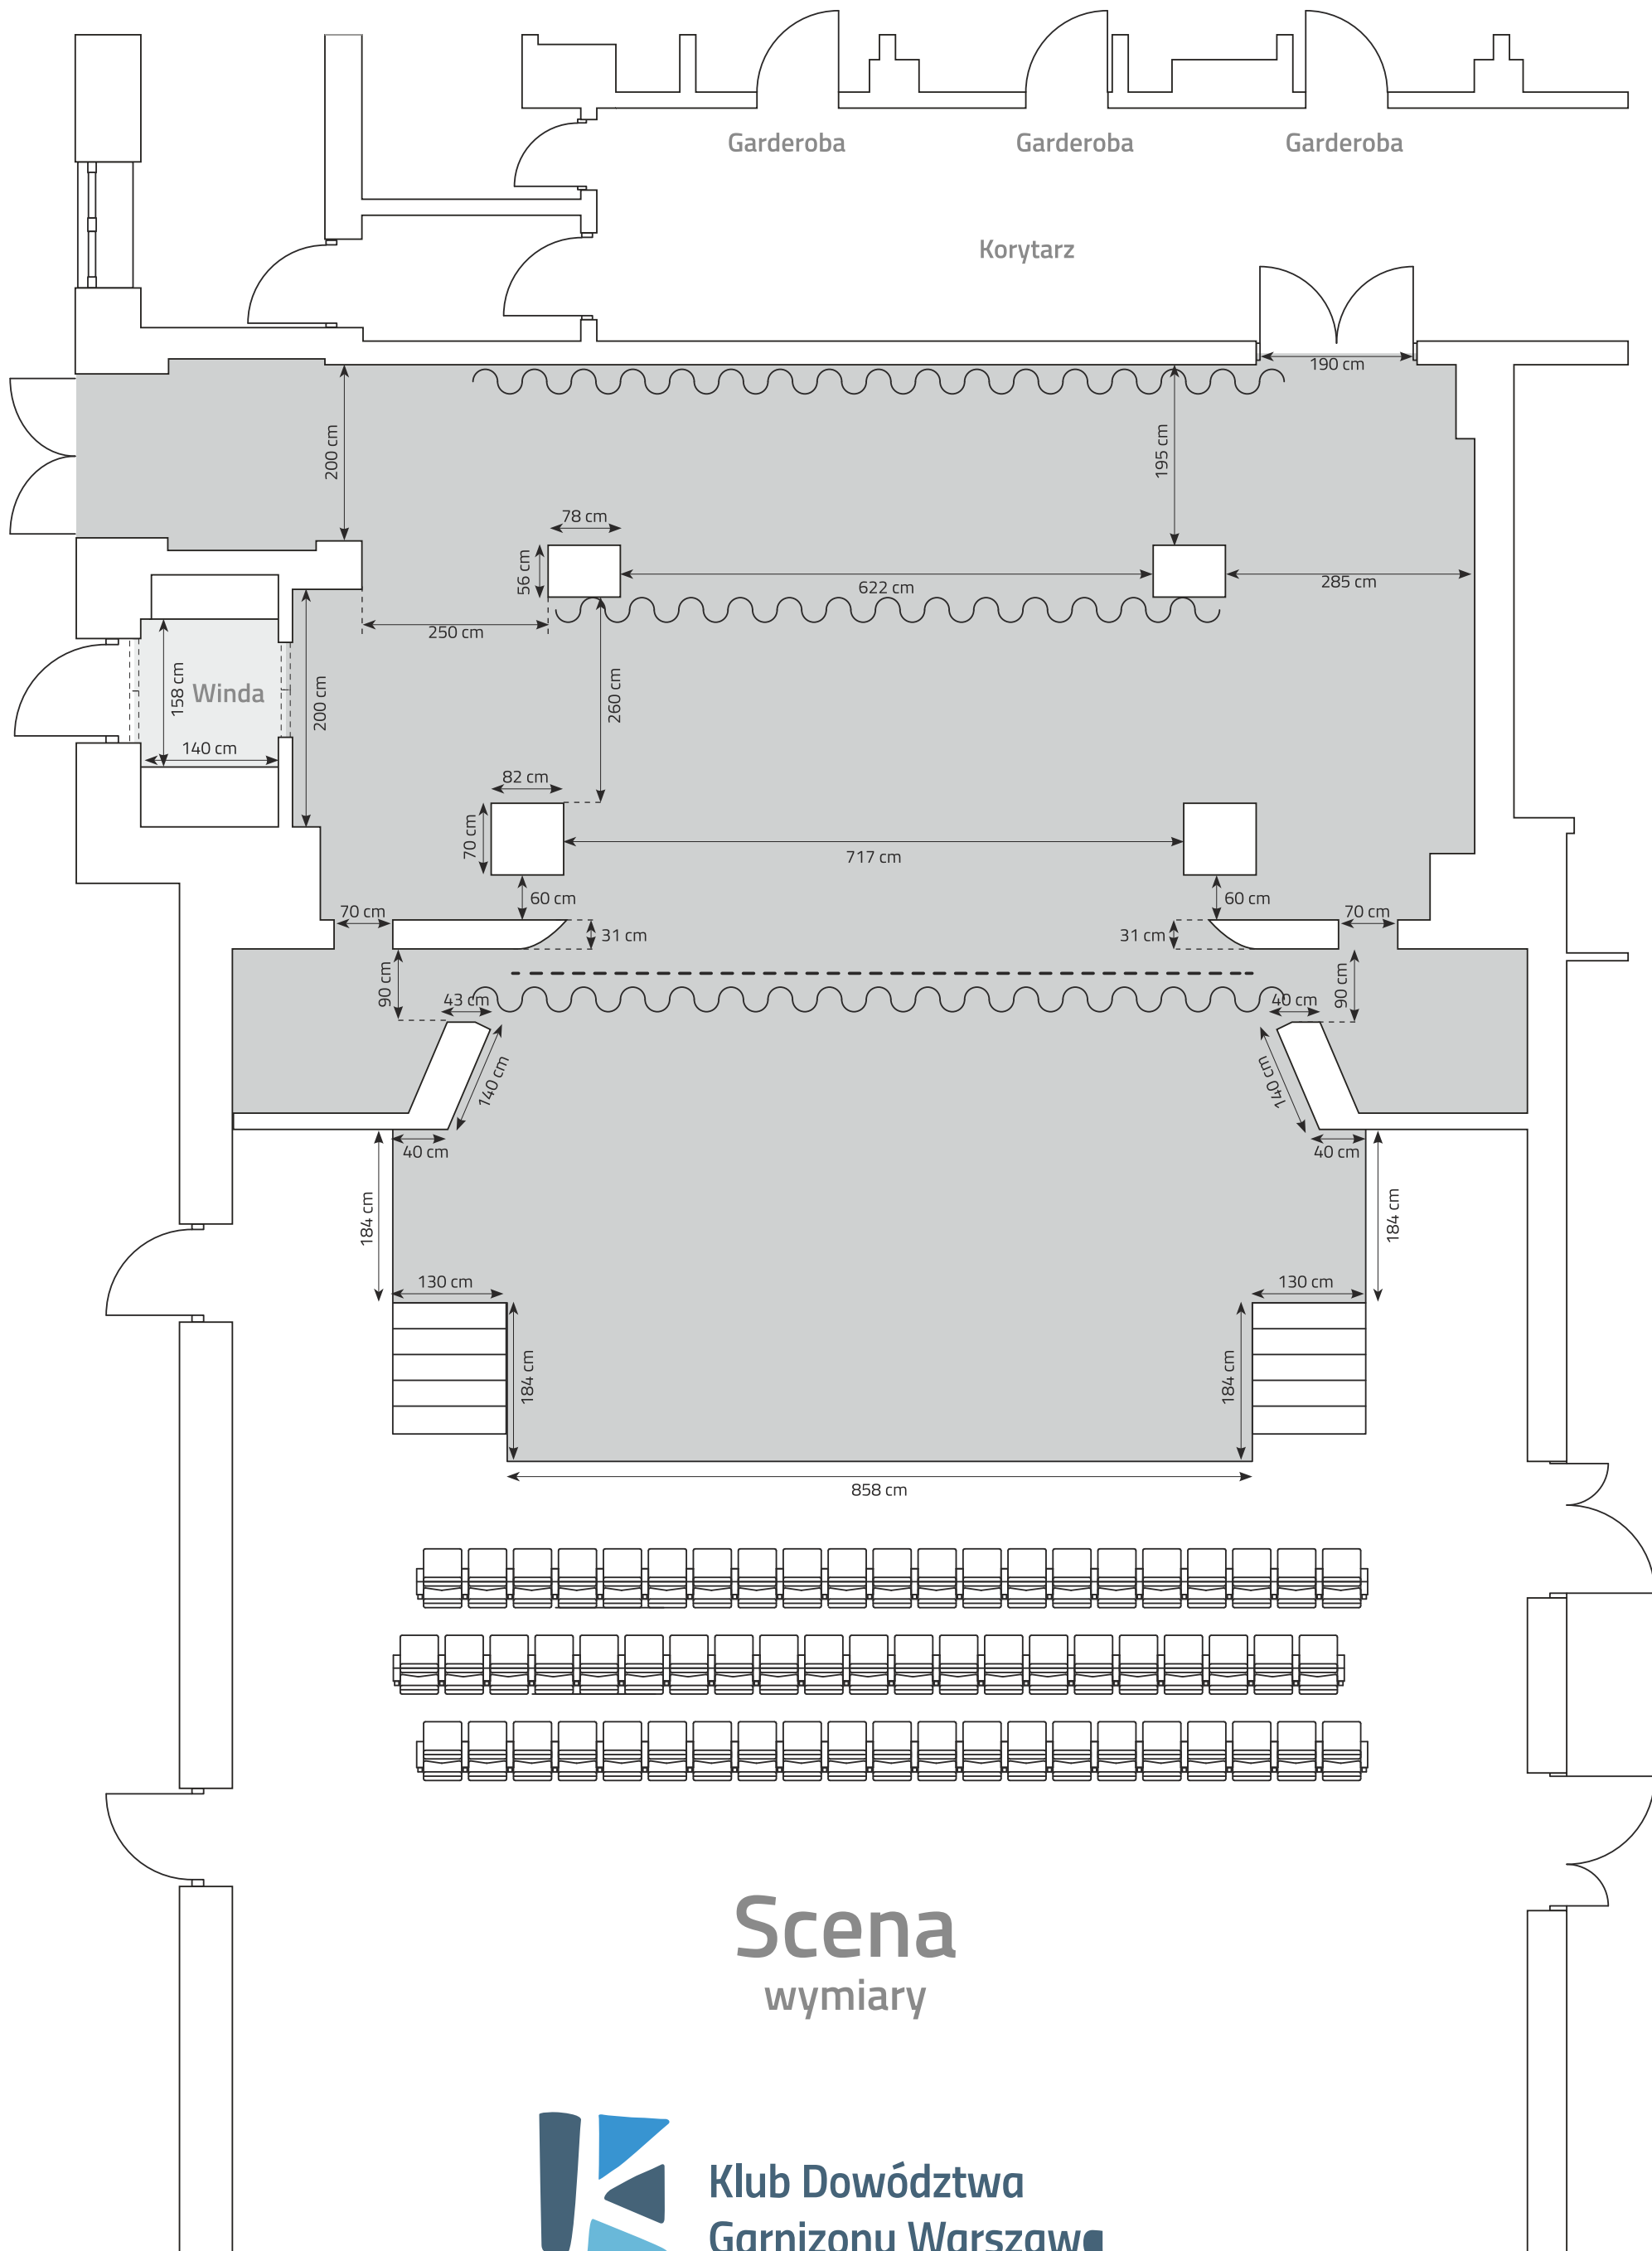 Garderoba
Garderoba
Garderoba
Korytarz
190 cm
200 cm
195 cm
78 cm
56 cm
622 cm
285 cm
250 cm
158 cm
Winda
200 cm
260 cm
140 cm
82 cm
70 cm
717 cm
60 cm
60 cm
70 cm
70 cm
31 cm
31 cm
90 cm
90 cm
43 cm
40 cm
140 cm
140 cm
40 cm
40 cm
184 cm
184 cm
130 cm
130 cm
184 cm
184 cm
858 cm
Scena
wymiary
Klub Dowództwa
Garnizonu Warszawa